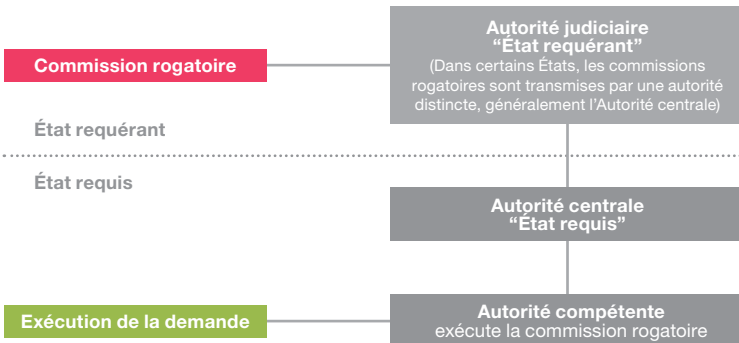 Autorité judiciaire
“État requérant”
(Dans certains États, les commissions
rogatoires sont transmises par une autorité
distincte, généralement l’Autorité centrale)
Commission rogatoire
État requérant
État requis
Autorité centrale
“État requis”
Autorité compétente
exécute la commission rogatoire
Exécution de la demande